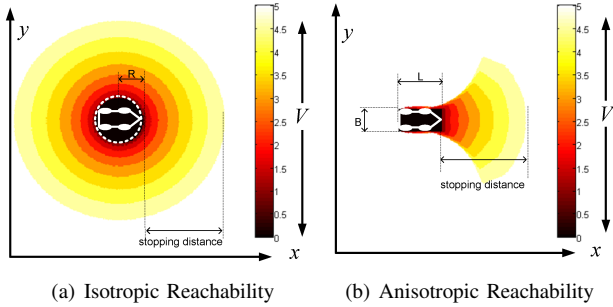 y
R
V
5
4.5
4
3.5
3
2.5
2
1.5
1
0.5
0
stopping distance
x
(a) Isotropic Reachability
y
L
B
V
5
4.5
4
3.5
3
2.5
2
1.5
1
0.5
0
stopping distance
x
(b) Anisotropic Reachability